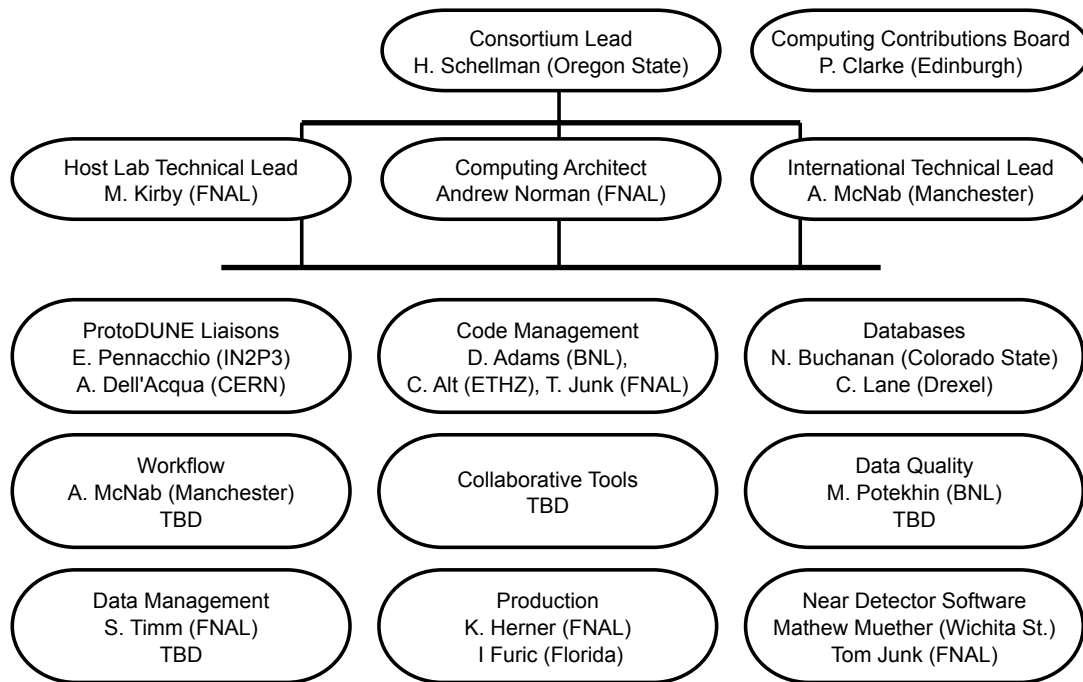 Consortium Lead
H. Schellman (Oregon State)
Computing Contributions Board
P. Clarke (Edinburgh)
Host Lab Technical Lead
M. Kirby (FNAL)
Computing Architect
Andrew Norman (FNAL)
International Technical Lead
A. McNab (Manchester)
ProtoDUNE Liaisons
E. Pennacchio (IN2P3)
A. Dell'Acqua (CERN)
Code Management
D. Adams (BNL),
C. Alt (ETHZ), T. Junk (FNAL)
Databases
N. Buchanan (Colorado State)
C. Lane (Drexel)
Workflow
A. McNab (Manchester)
TBD
Collaborative Tools
TBD
Data Quality
M. Potekhin (BNL)
TBD
Data Management
S. Timm (FNAL)
TBD
Production
K. Herner (FNAL)
I Furic (Florida)
Near Detector Software
Mathew Muether (Wichita St.)
Tom Junk (FNAL)